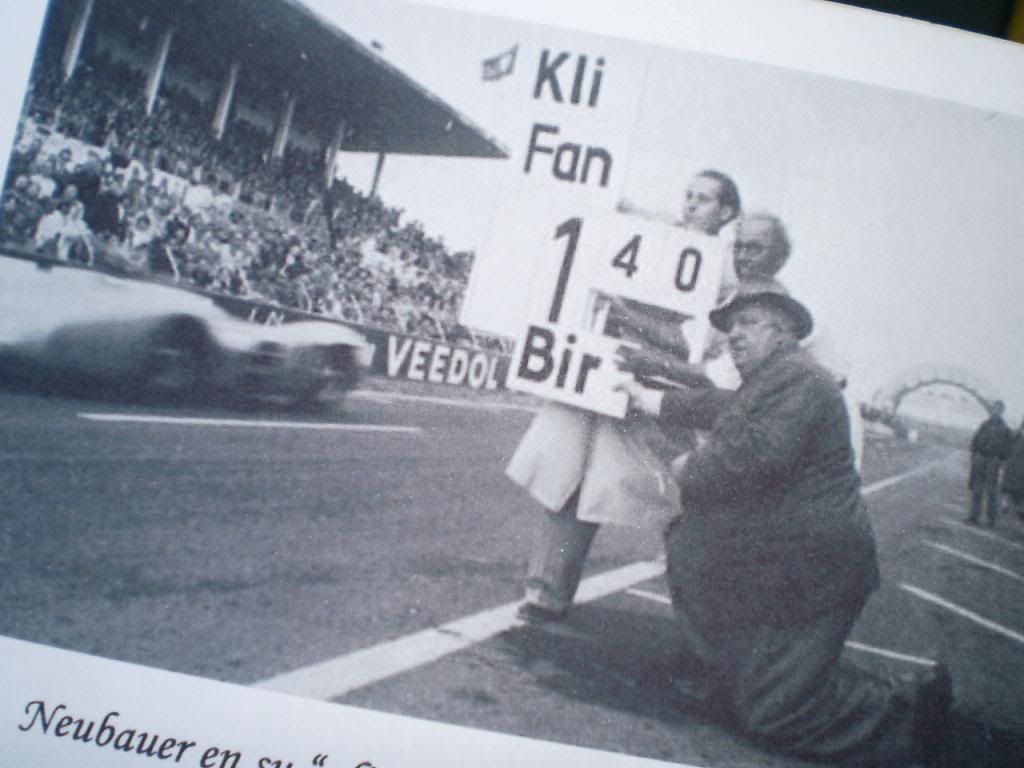 Kli
Fan
1 4 0
Bir
VEEDOL
Neubauer en su "